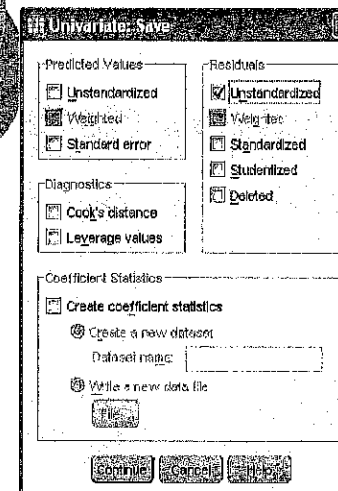 Univariate: Save
Predicted Values
Unstandardized
Weighted
Standard error
Diagnostics
Cook's distance
Leverage values
Residuals
Unstandardized
Weighted
Standardized
Studentized
Deleted
Coefficient Statistics
Create coefficient statistics
Create a new dataset
Dataset name:
Write a new data file
File...
Continue
Cancel
Help